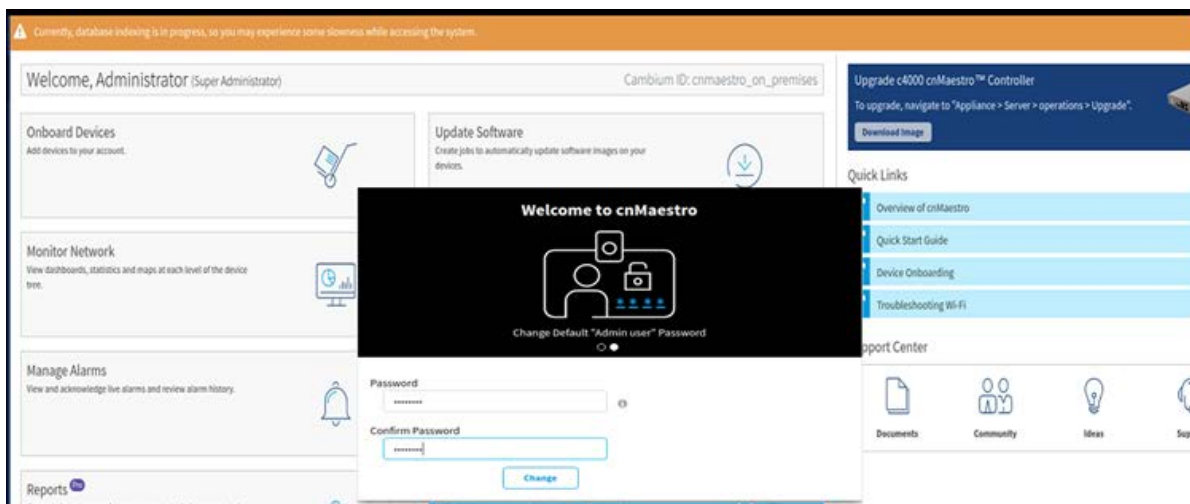 Currently, database indexing is in progress, so you may experience some slowness while accessing the system.
Welcome, Administrator (Super Administrator)
Cambium ID: cnmaestro_on_premises
Onboard Devices
Add devices to your account.
Update Software
Create jobs to automatically update software images on your
devices.
Monitor Network
View dashboards, statistics and maps at each level of the device
tree.
Manage Alarms
View and acknowledge live alarms and review alarm history.
Reports Pro
Welcome to cnMaestro
Change Default "Admin user" Password
Password
Confirm Password
Change
Upgrade c4000 cnMaestro™ Controller
To upgrade, navigate to "Appliance > Server > operations > Upgrade".
Download Image
Quick Links
Overview of cnMaestro
Quick Start Guide
Device Onboarding
Troubleshooting Wi-Fi
pport Center
Documents
Community
Ideas
Sup